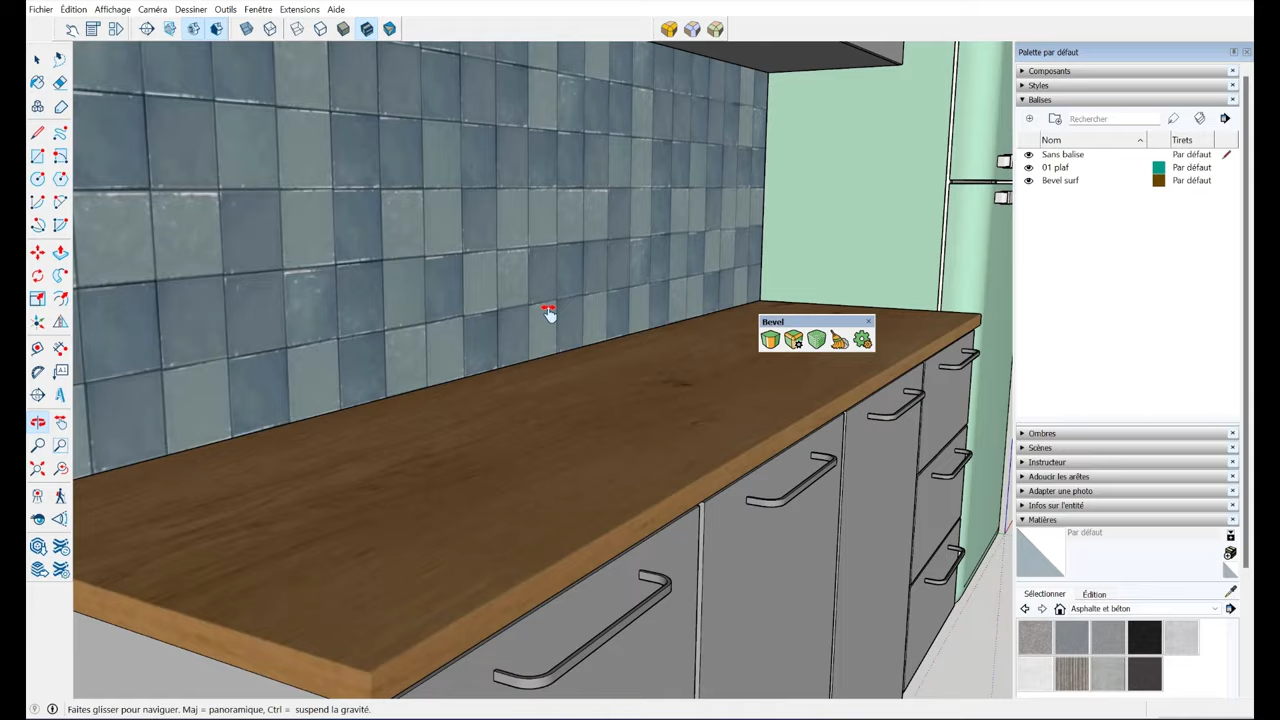 Fichier Édition Affichage Caméra Dessiner Outils Fenêtre Extensions Aide
Palette par défaut
Composants
Styles
Balises
Rechercher
Nom Tirets
Sans balise Par défaut
01 plaf Par défaut
Bevel surf Par défaut
Bevel
Ombres
Scènes
Instructeur
Adoucir les arêtes
Adapter une photo
Infos sur l'entité
Matières
Par défaut
Sélectionner Édition
Asphalte et béton
Faites glisser pour naviguer. Maj = panoramique, Ctrl = suspend la gravité.